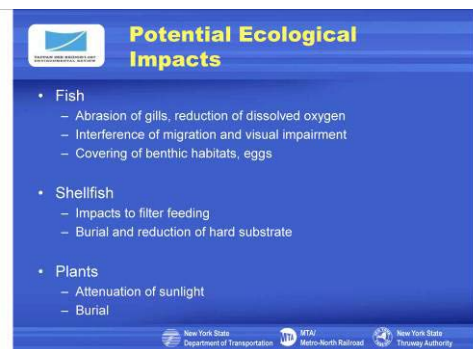 Potential Ecological
Impacts
• Fish
– Abrasion of gills, reduction of dissolved oxygen
– Interference of migration and visual impairment
– Covering of benthic habitats, eggs
• Shellfish
– Impacts to filter feeding
– Burial and reduction of hard substrate
• Plants
– Attenuation of sunlight
– Burial
New York State
Department of Transportation
MTA
MTA/
Metro-North Railroad
New York State
Thruway Authority